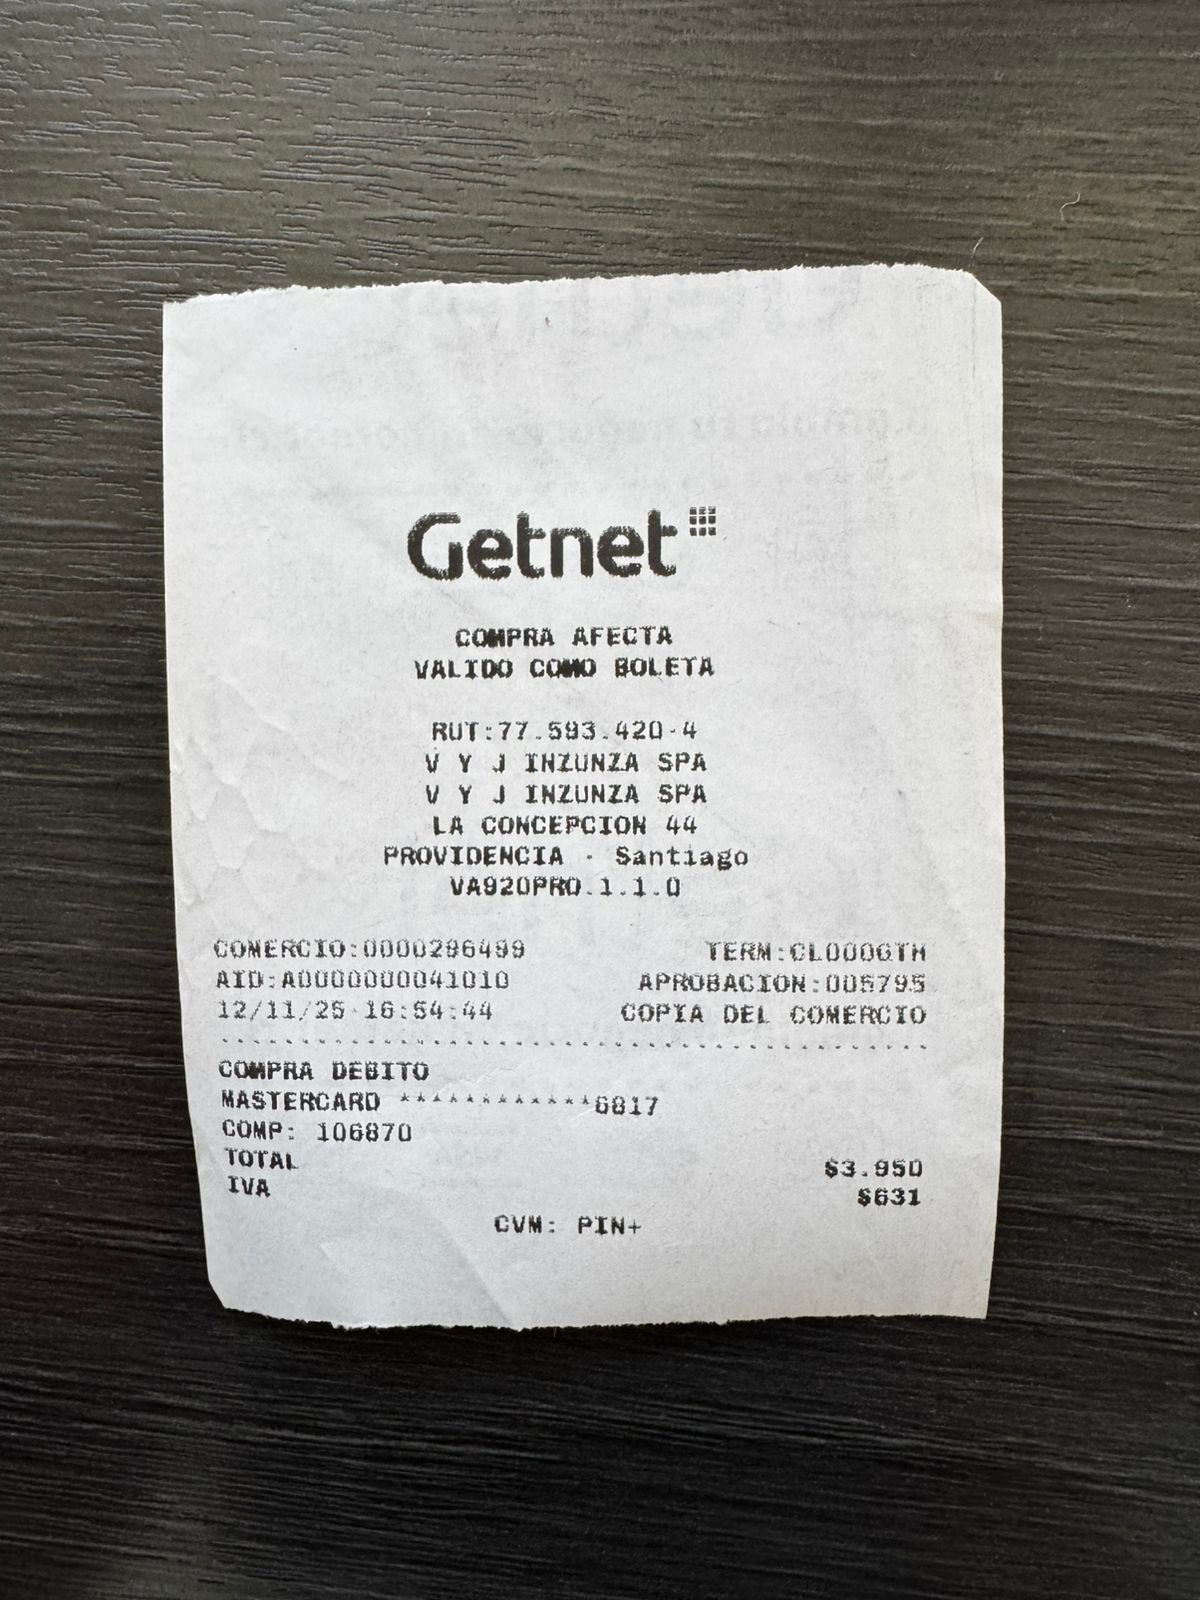 Getnet
COMPRA AFECTA
VALIDO COMO BOLETA
RUT:77.593.420-4
V Y J INZUNZA SPA
V Y J INZUNZA SPA
LA CONCEPCION 44
PROVIDENCIA - Santiago
VA920PRO.1.1.0
COMERCIO:0000296499 TERM:CL000GTM
AID:A0000000041010 APROBACION:005795
12/11/25 16:54:44 COPIA DEL COMERCIO
COMPRA DEBITO
MASTERCARD ************6817
COMP: 106870
TOTAL $3.950
IVA $631
CVM: PIN+